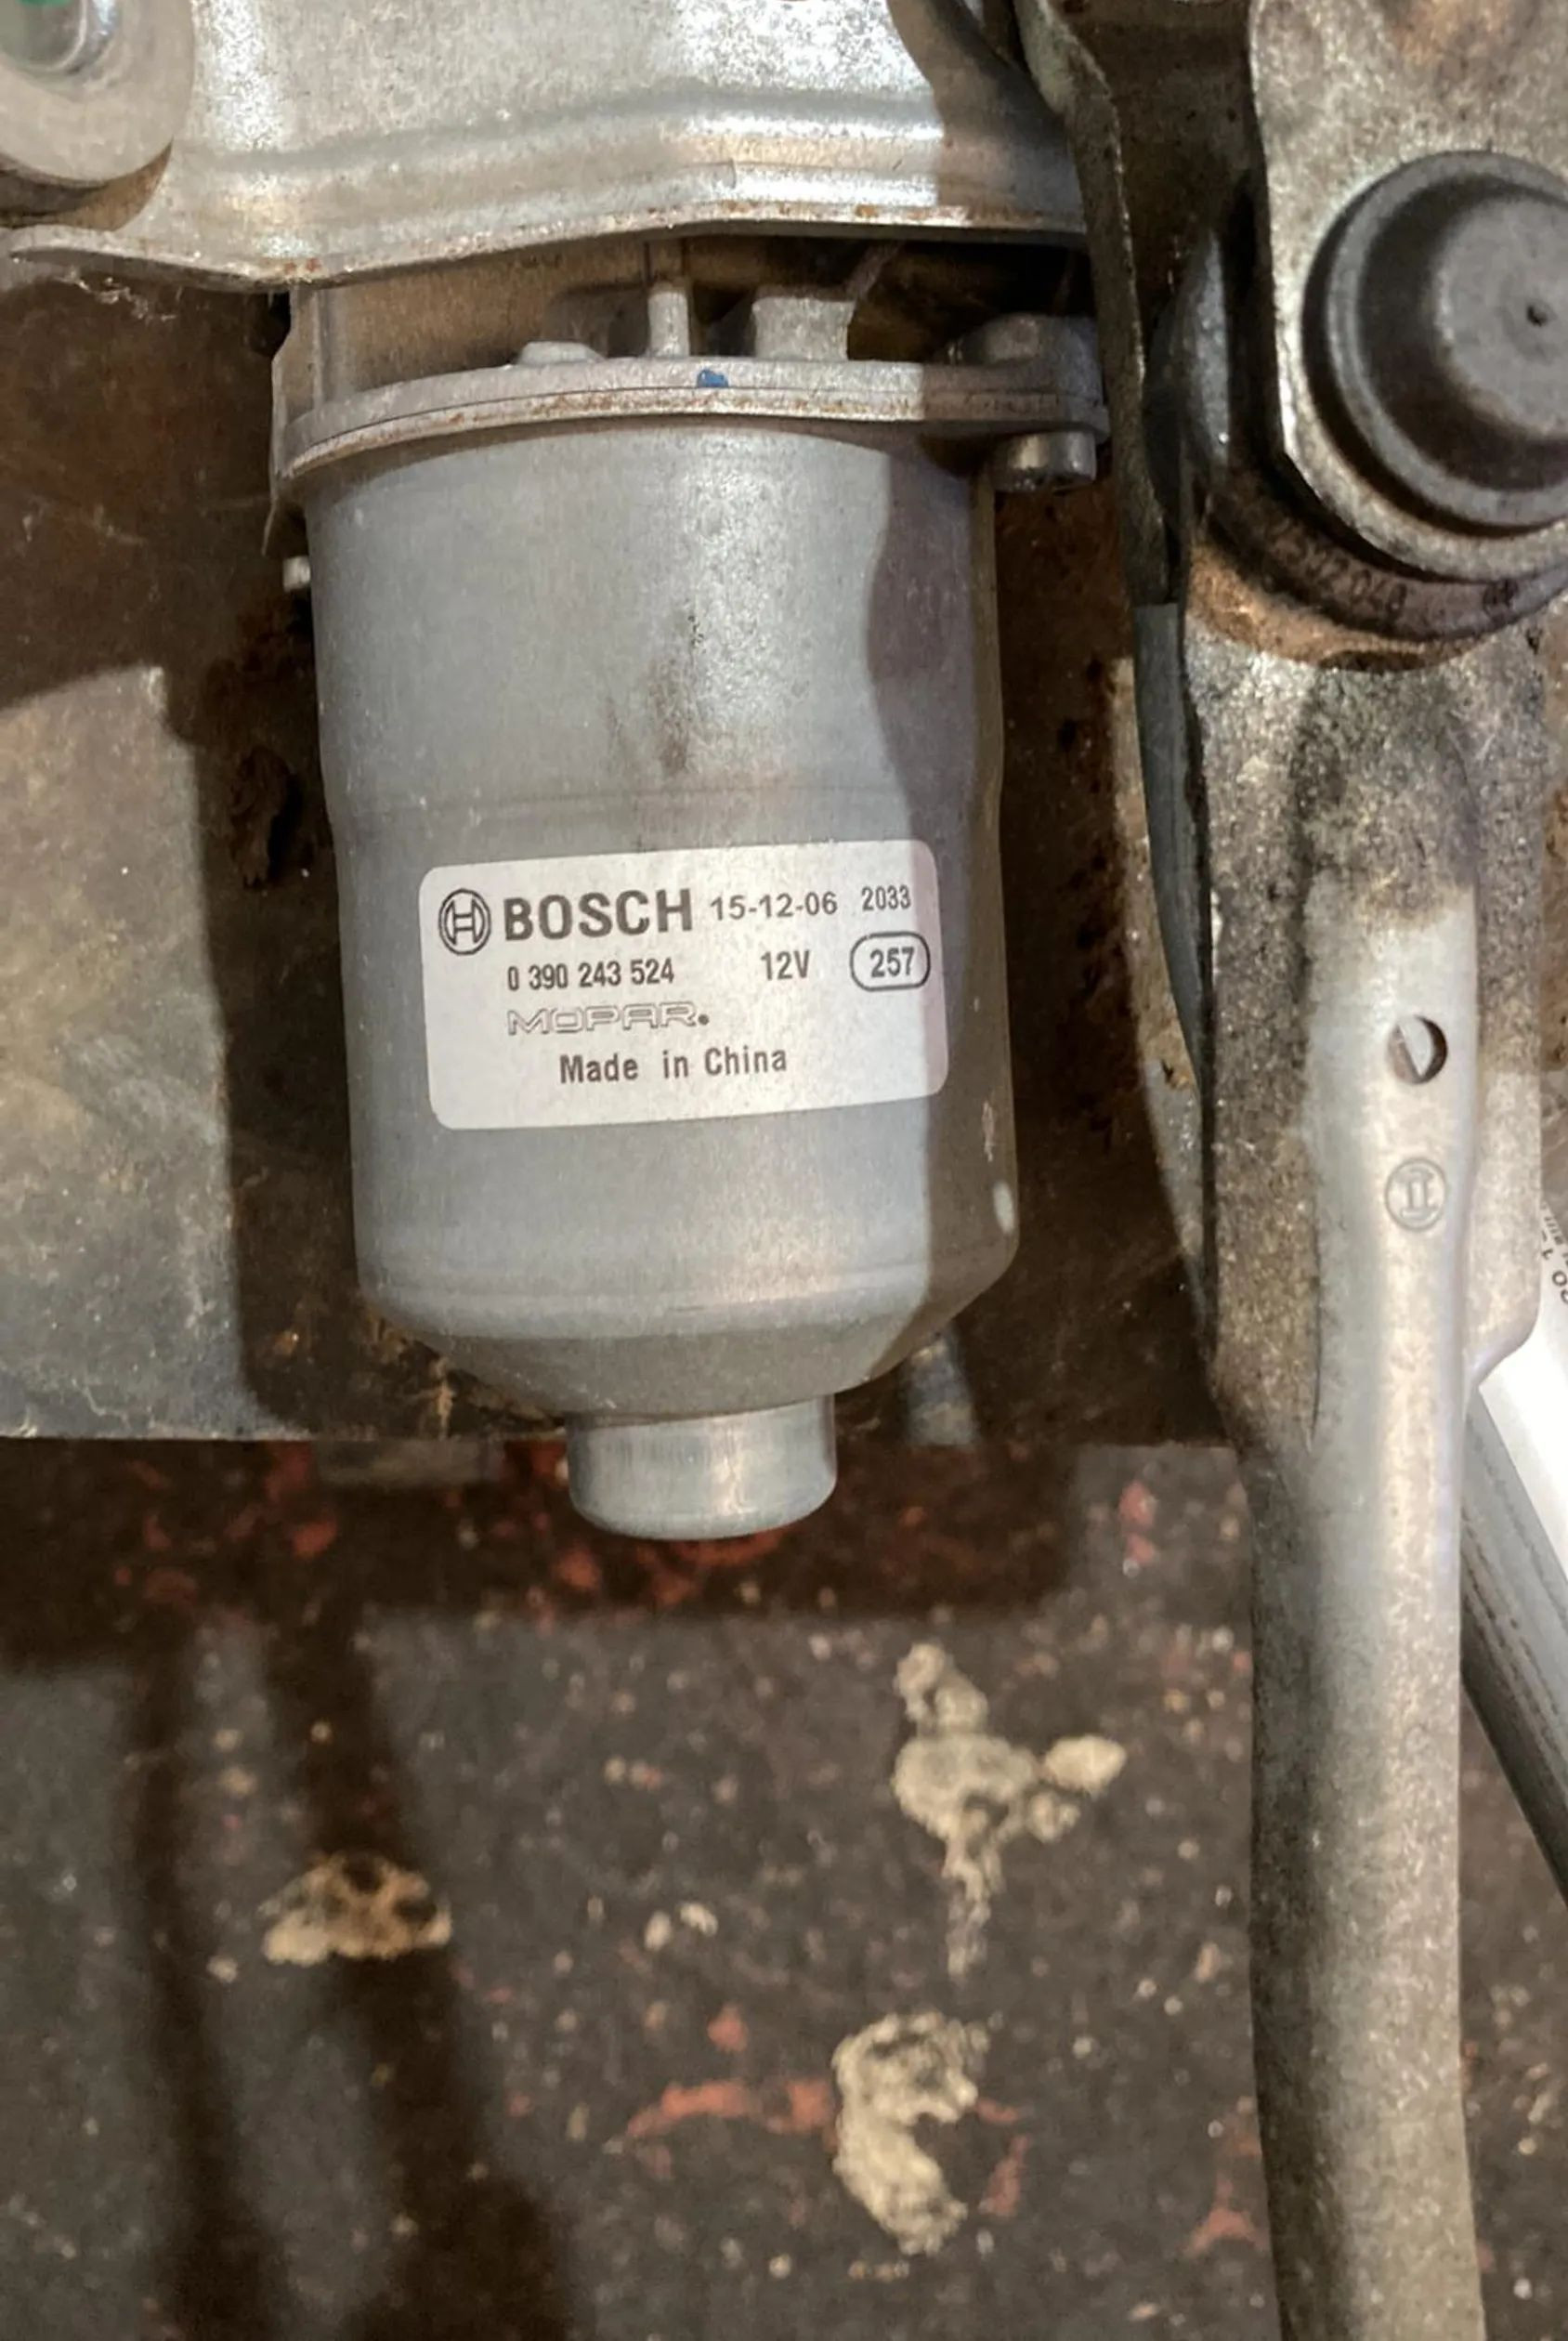 BOSCH 15-12-06 2033
0 390 243 524 12V 257
MOPAR.
Made in China